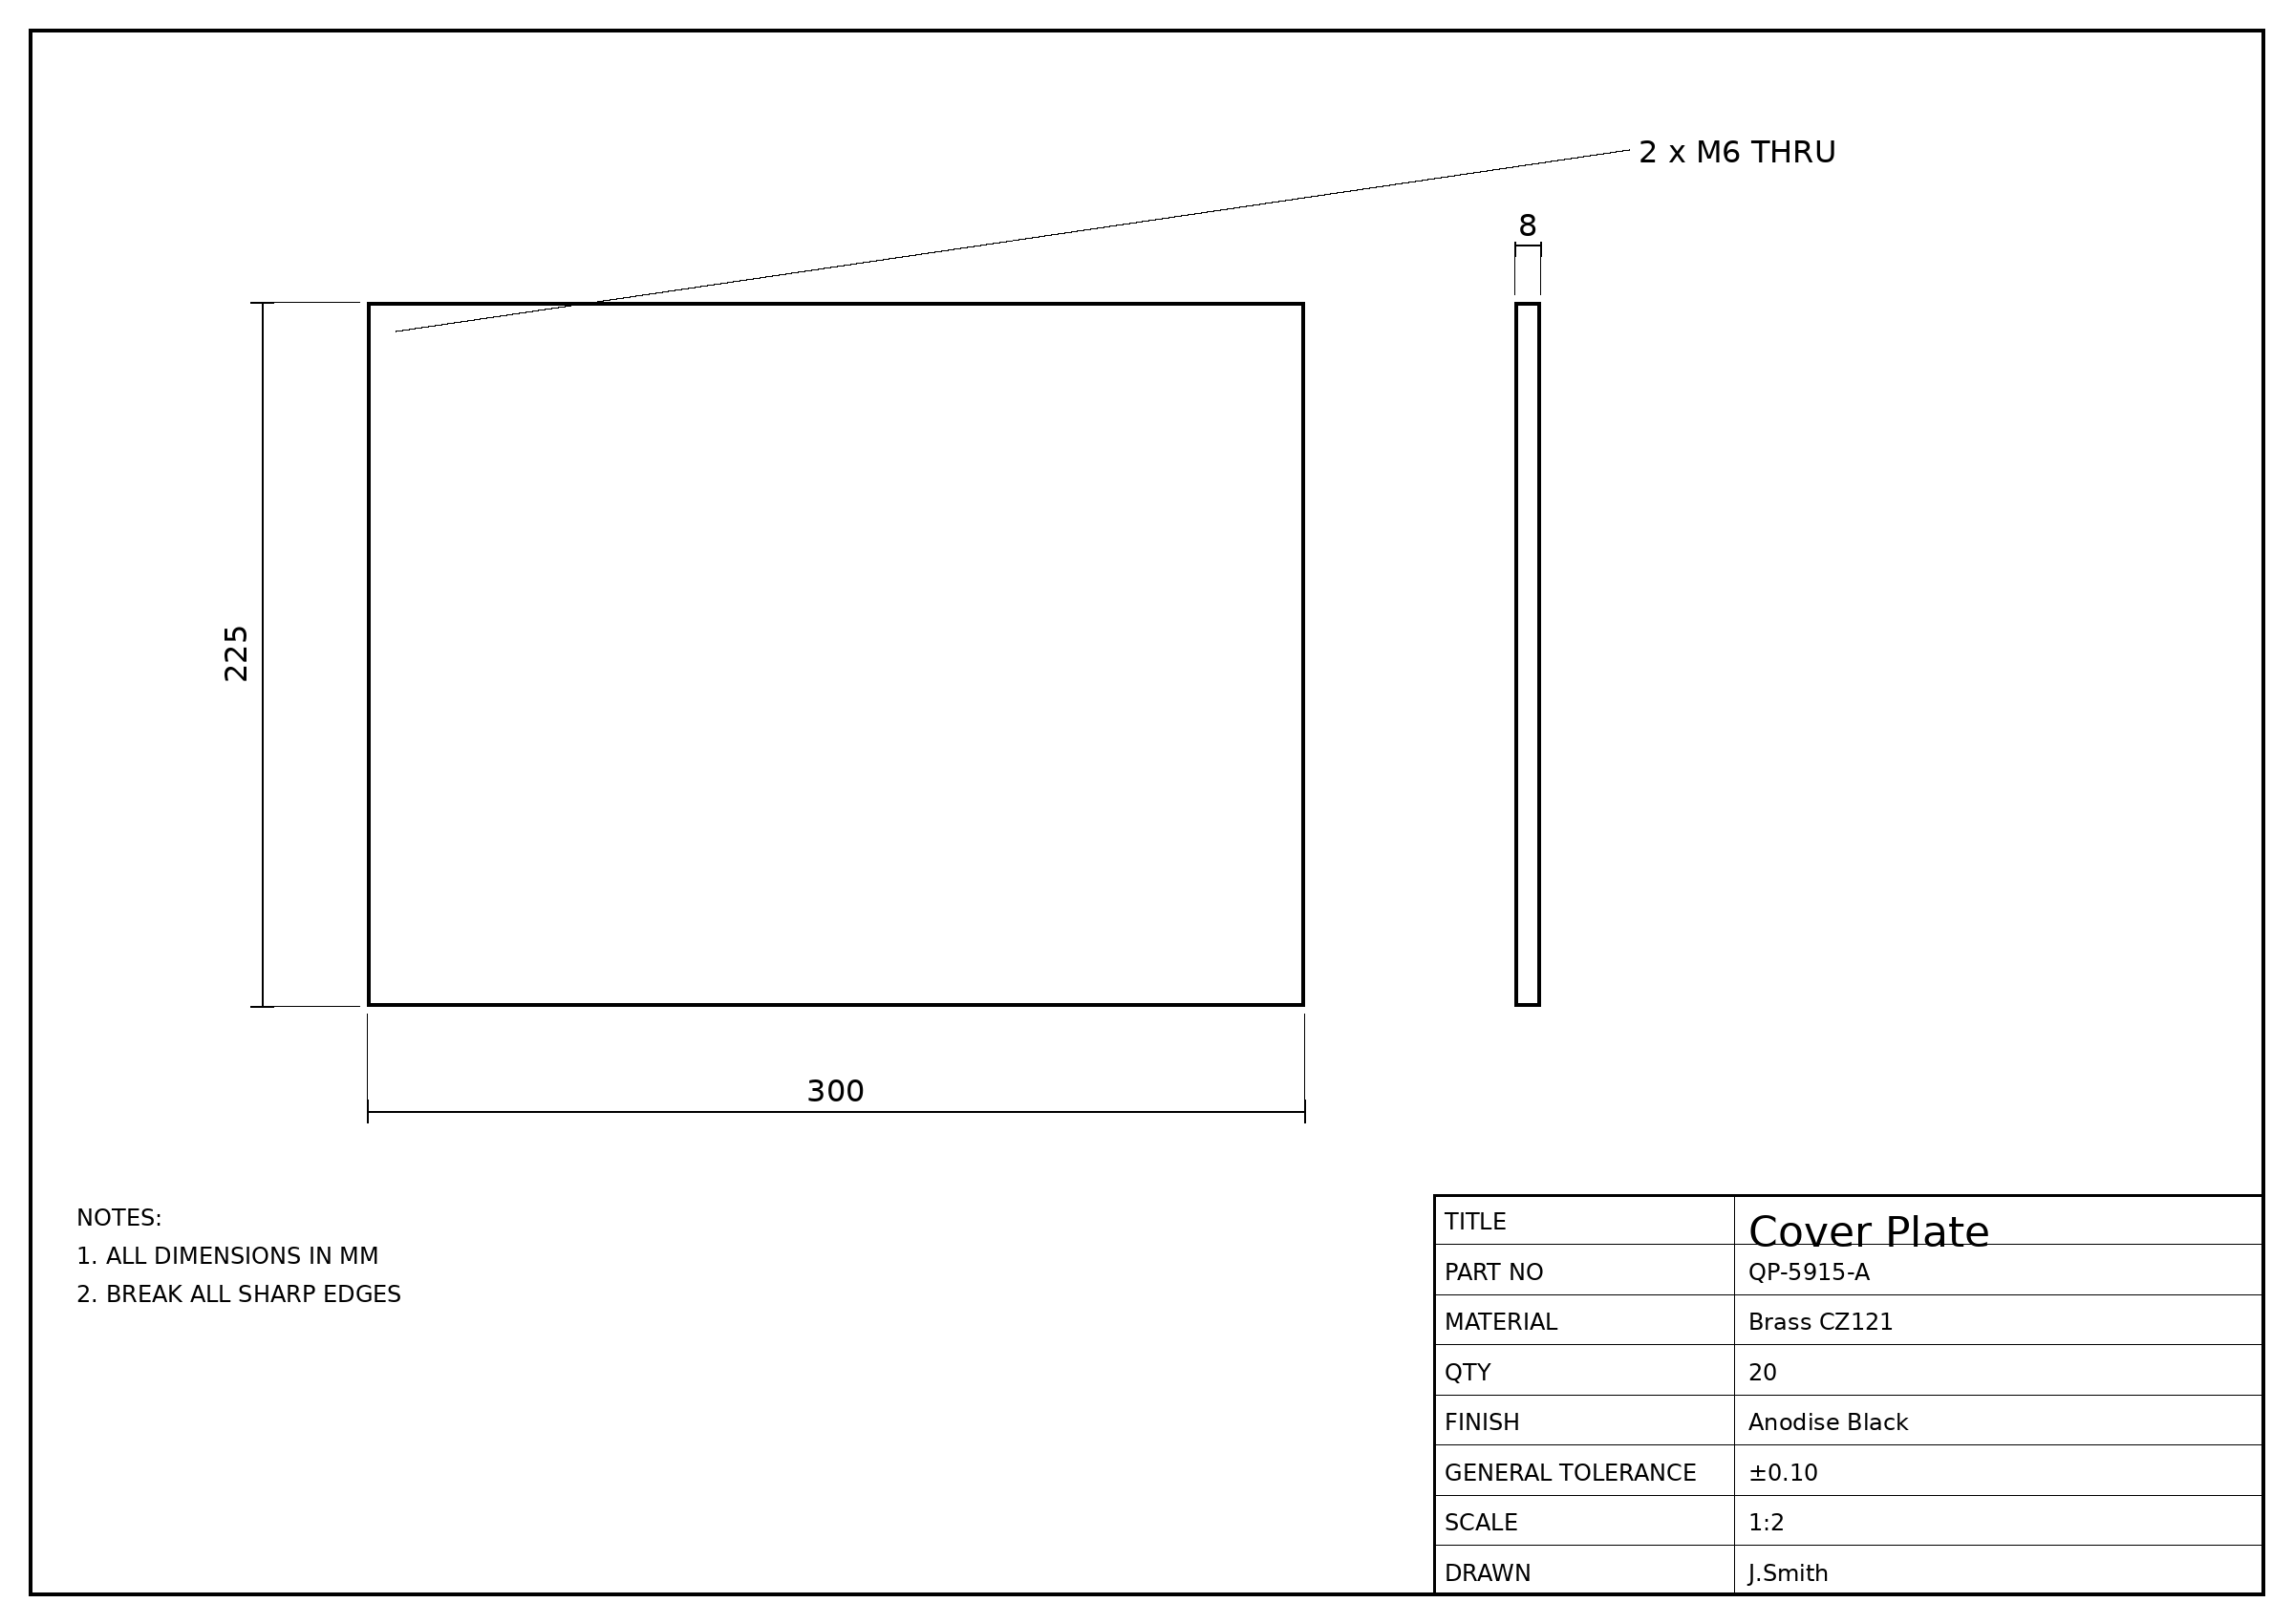 2 x M6 THRU
8
225
300
NOTES:
1. ALL DIMENSIONS IN MM
2. BREAK ALL SHARP EDGES
TITLE Cover Plate
PART NO QP-5915-A
MATERIAL Brass CZ121
QTY 20
FINISH Anodise Black
GENERAL TOLERANCE ±0.10
SCALE 1:2
DRAWN J.Smith